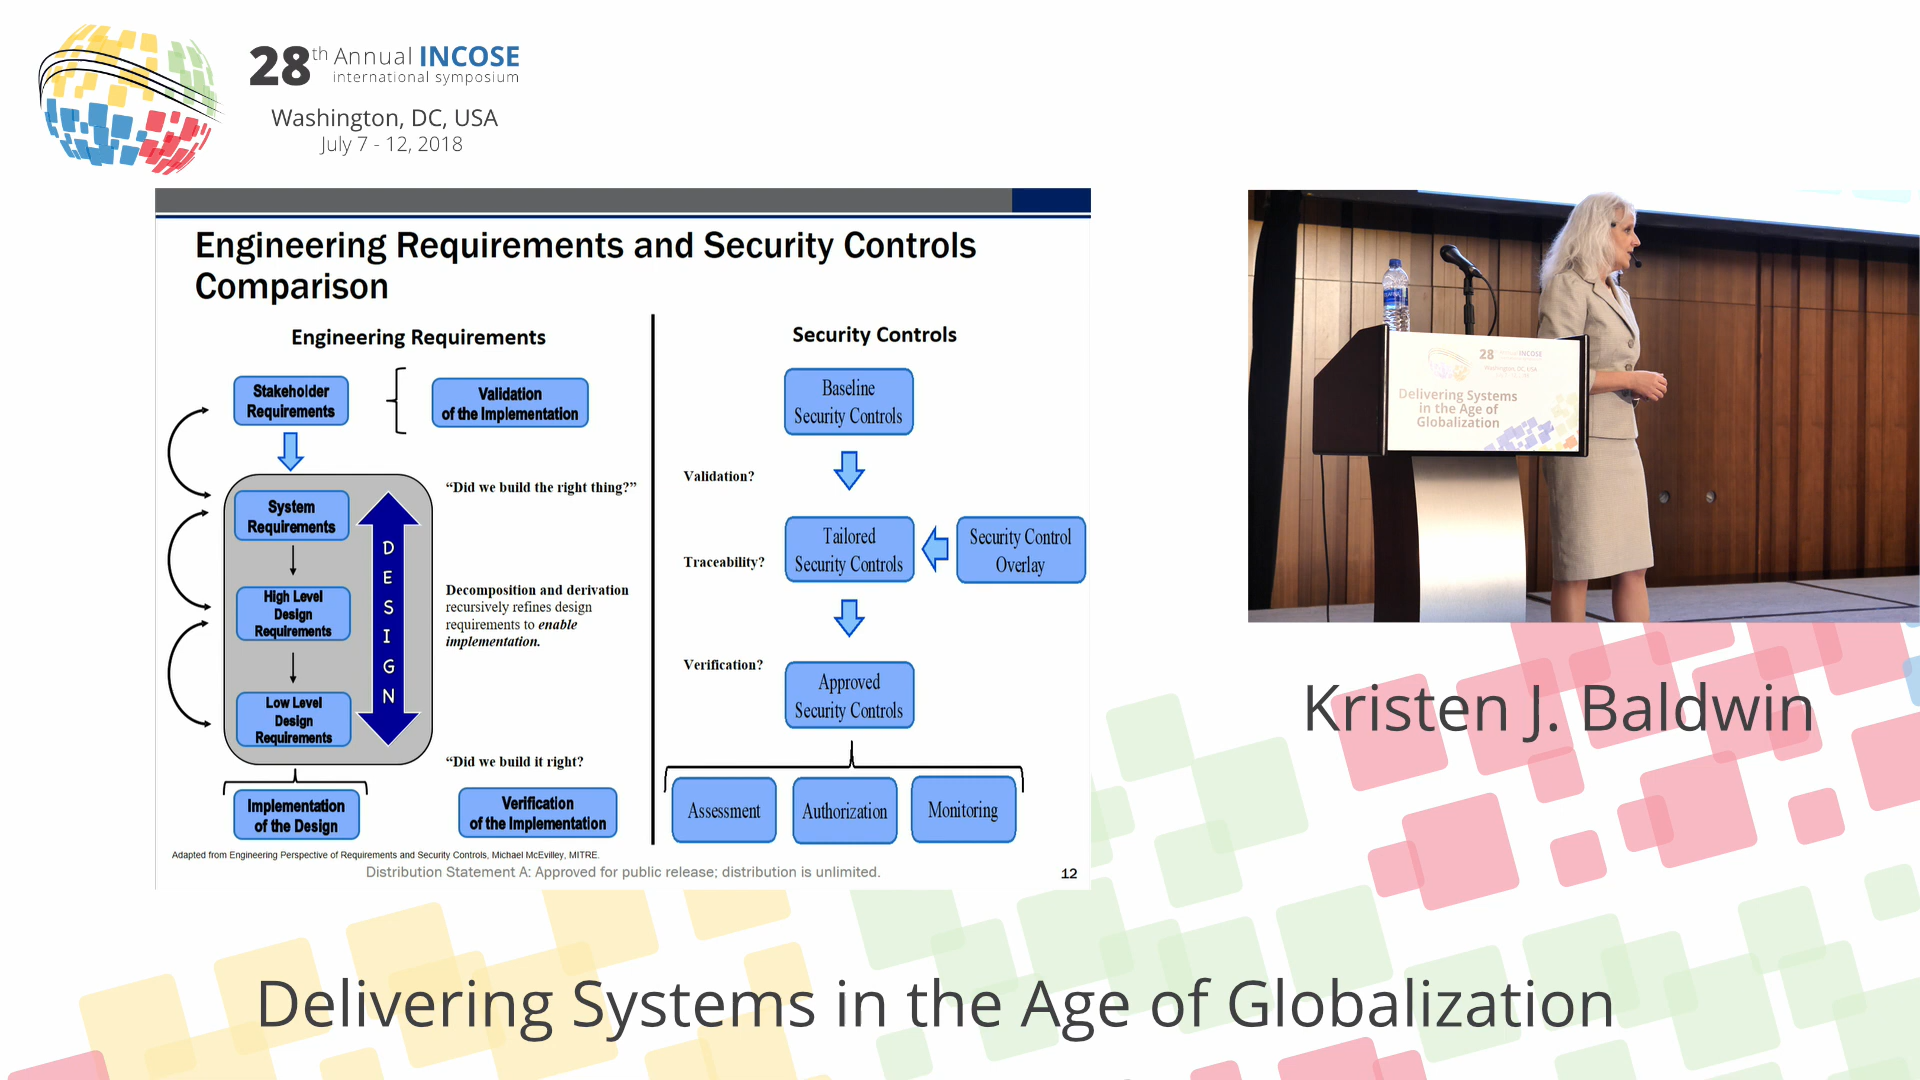 28th Annual INCOSE
international symposium
Washington, DC, USA
July 7 - 12, 2018
Engineering Requirements and Security Controls
Comparison
Engineering Requirements
Stakeholder
Requirements
Validation
of the Implementation
“Did we build the right thing?”
System
Requirements
High Level
Design
Requirements
Low Level
Design
Requirements
DESIGN
Decomposition and derivation
recursively refines design
requirements to enable
implementation.
“Did we build it right?
Implementation
of the Design
Verification
of the Implementation
Security Controls
Baseline
Security Controls
Validation?
Tailored
Security Controls
Security Control
Overlay
Traceability?
Verification?
Approved
Security Controls
Assessment
Authorization
Monitoring
Adapted from Engineering Perspective of Requirements and Security Controls, Michael McEvilley, MITRE.
Distribution Statement A: Approved for public release; distribution is unlimited.
12
28 INCOSE
Washington, DC, USA
Delivering Systems
in the Age of
Globalization
Kristen J. Baldwin
Delivering Systems in the Age of Globalization